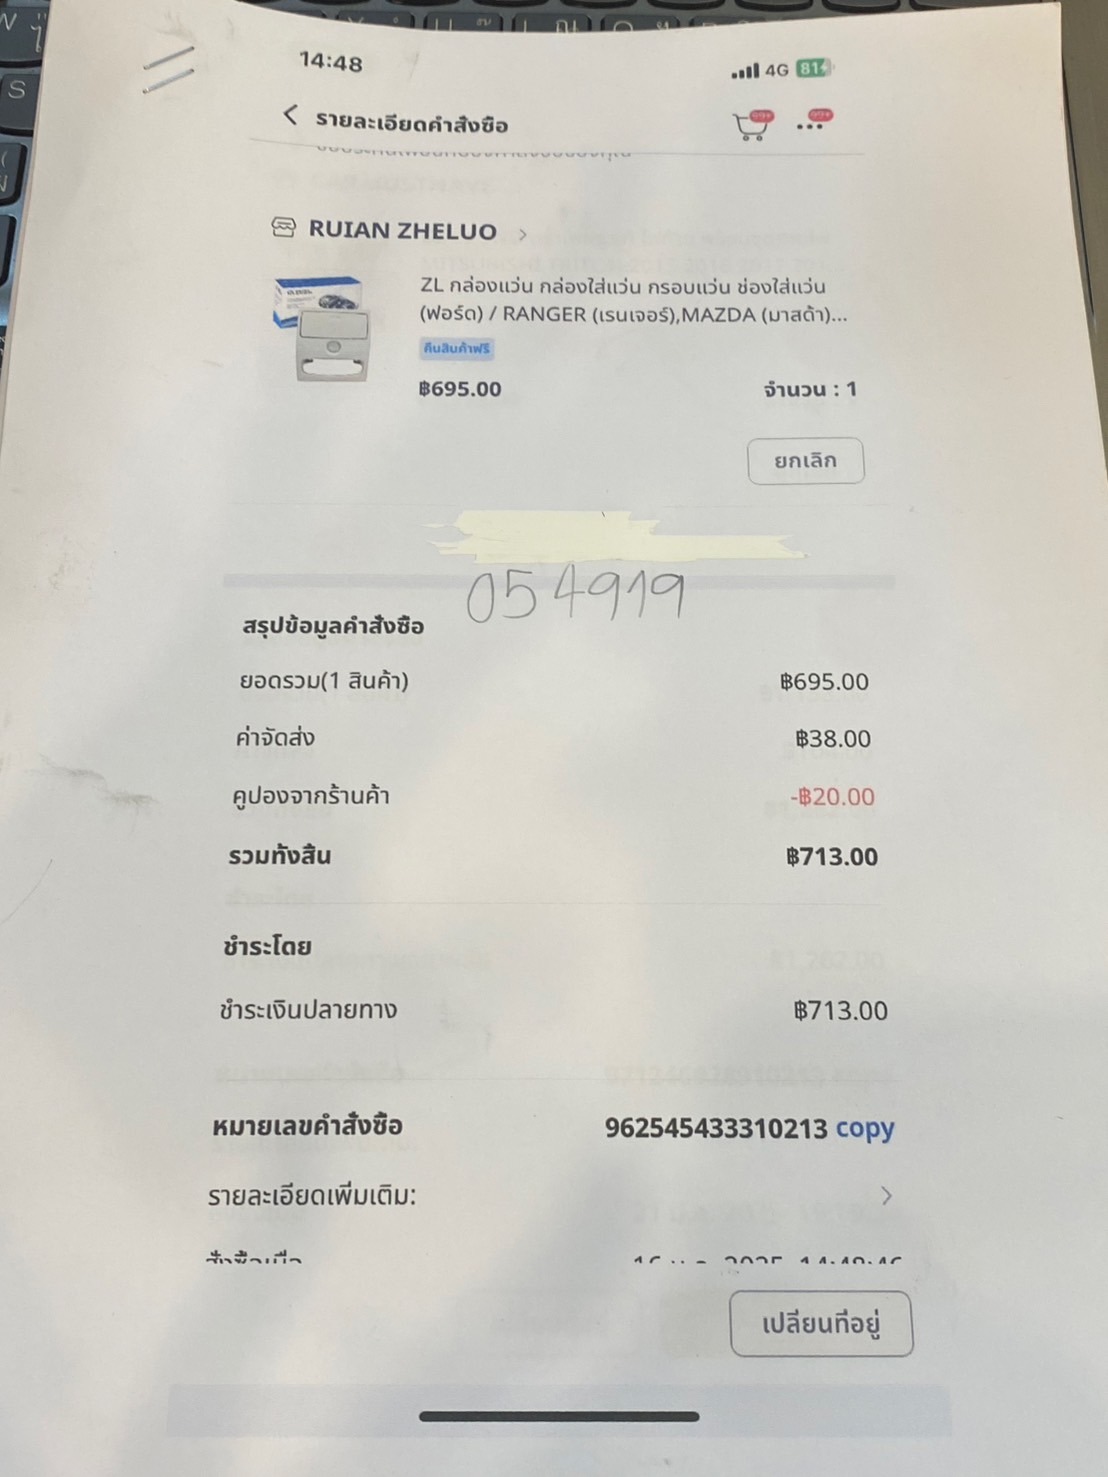 14:48
4G 81
< รายละเอียดคำสั่งซื้อ
99+ 99+
RUIAN ZHELUO >
ZL กล่องแว่น กล่องใส่แว่น กรอบแว่น ช่องใส่แว่น
(ฟอร์ด) / RANGER (เรนเจอร์),MAZDA (มาสด้า)...
คืนสินค้าฟรี
฿695.00 จำนวน : 1
ยกเลิก
054919
สรุปข้อมูลคำสั่งซื้อ
ยอดรวม(1 สินค้า) ฿695.00
ค่าจัดส่ง ฿38.00
คูปองจากร้านค้า -฿20.00
รวมทั้งสิ้น ฿713.00
ชำระโดย
ชำระเงินปลายทาง ฿713.00
หมายเลขคำสั่งซื้อ 962545433310213 copy
รายละเอียดเพิ่มเติม: >
เปลี่ยนที่อยู่